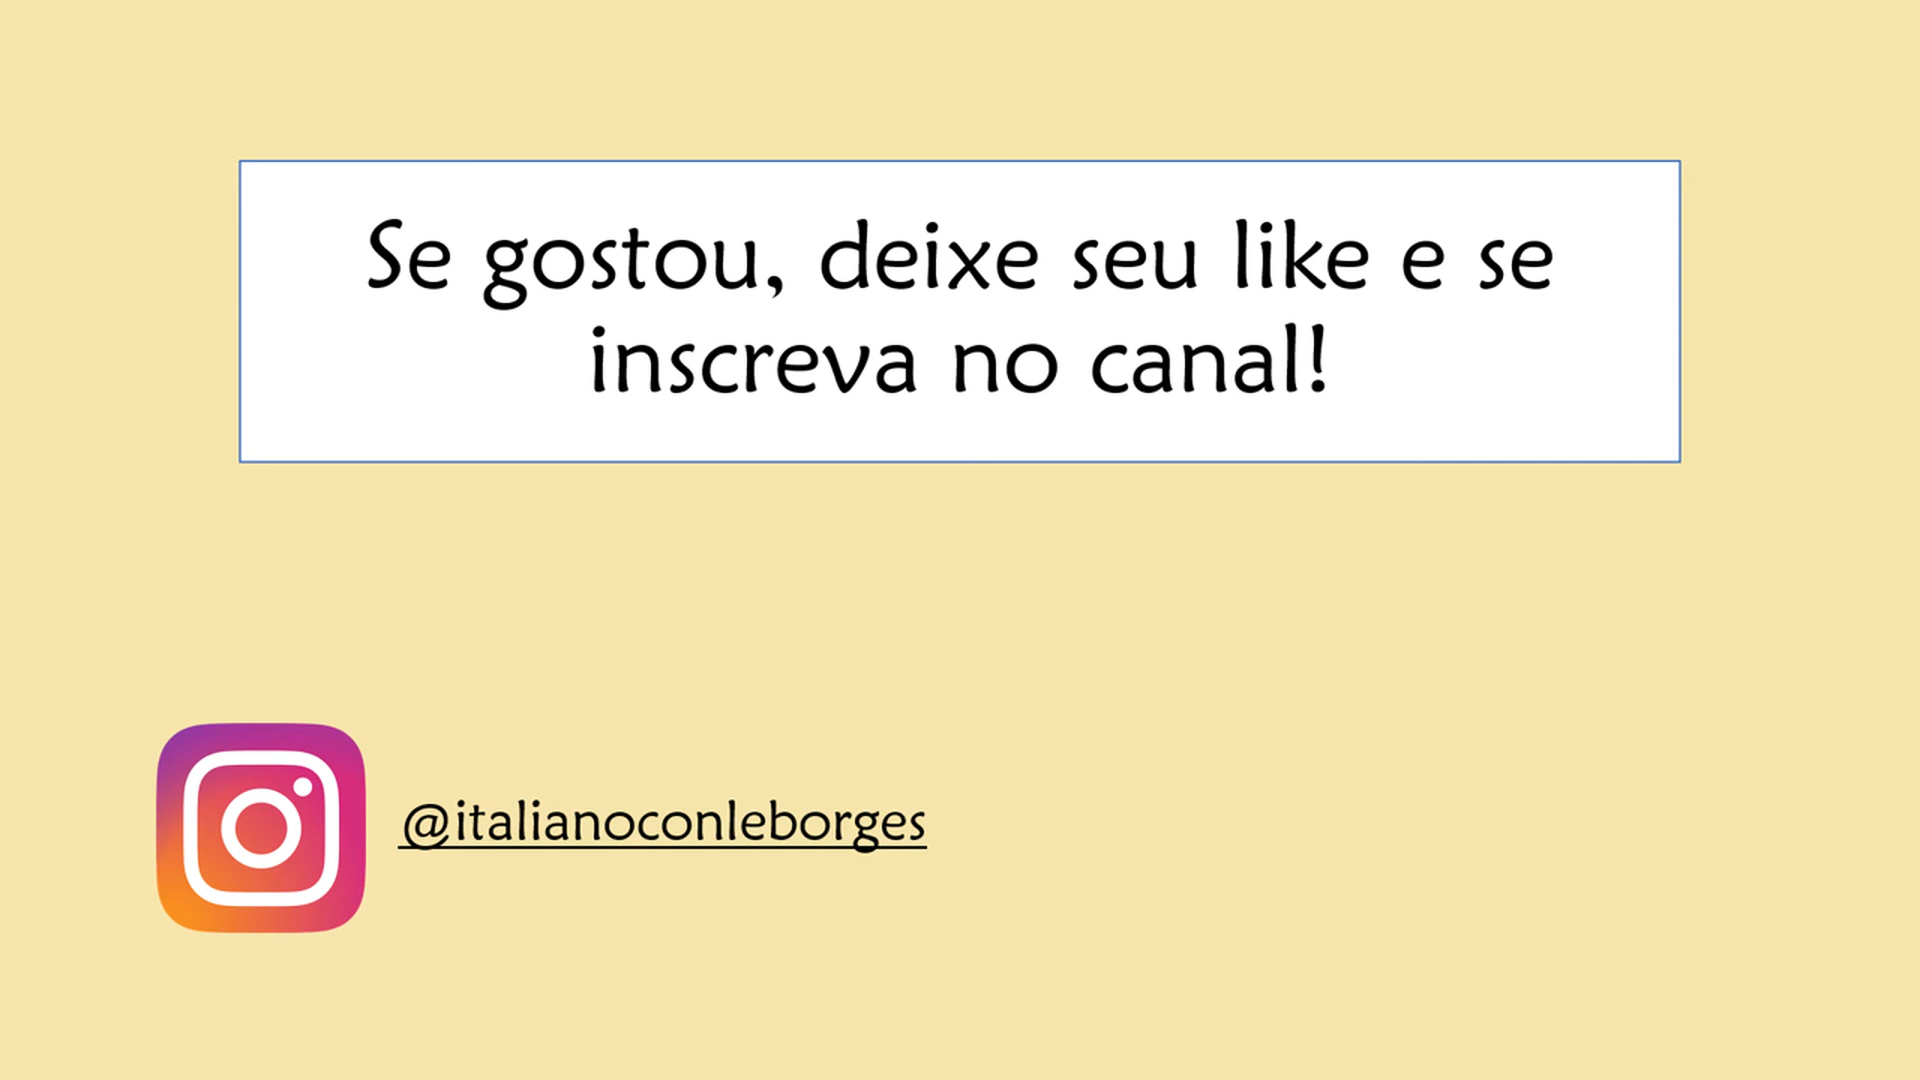 Se gostou, deixe seu like e se
inscreva no canal!
@italianoconleborges